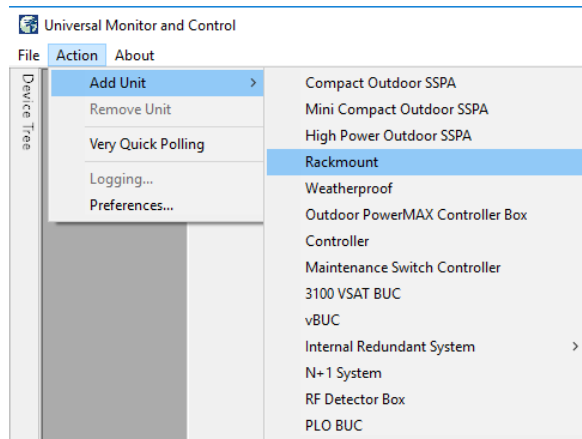 Universal Monitor and Control
File Action About
Device Tree
Add Unit >
Remove Unit
Very Quick Polling
Logging...
Preferences...
Compact Outdoor SSPA
Mini Compact Outdoor SSPA
High Power Outdoor SSPA
Rackmount
Weatherproof
Outdoor PowerMAX Controller Box
Controller
Maintenance Switch Controller
3100 VSAT BUC
vBUC
Internal Redundant System >
N+1 System
RF Detector Box
PLO BUC